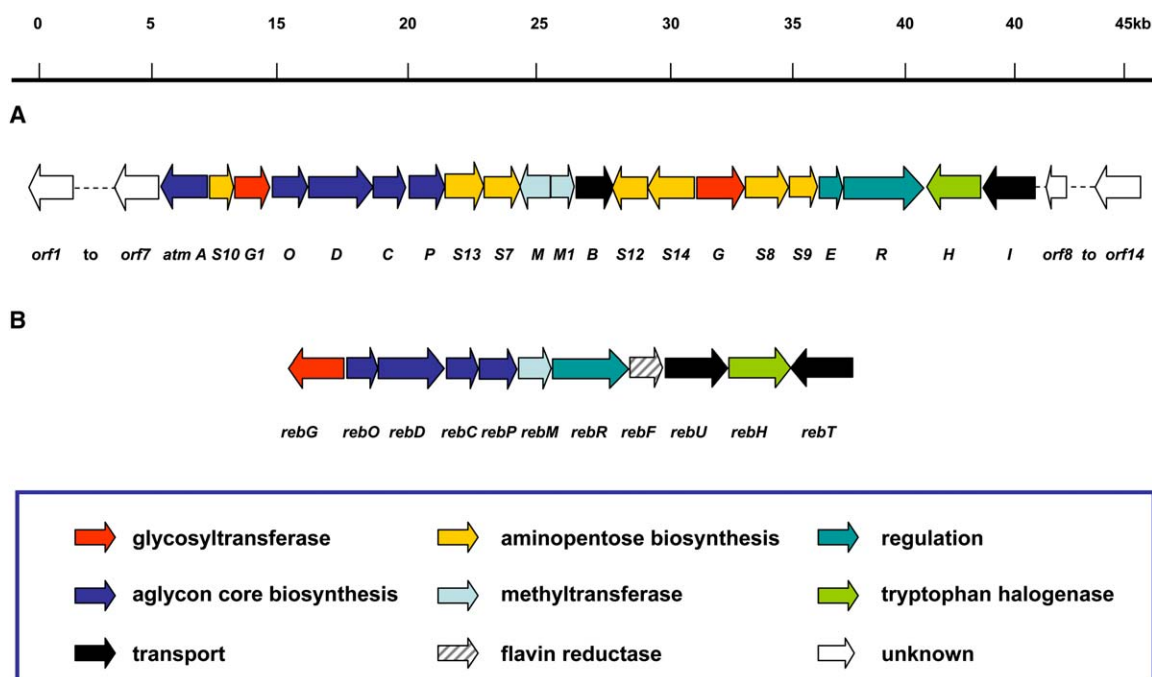 0 5 15 20 25 30 35 40 40 45kb
A
orf1 to orf7 atm A S10 G1 O D C P S13 S7 M M1 B S12 S14 G S8 S9 E R H I orf8 to orf14
B
rebG rebO rebD rebC rebP rebM rebR rebF rebU rebH rebT
glycosyltransferase aminopentose biosynthesis regulation
aglycon core biosynthesis methyltransferase tryptophan halogenase
transport flavin reductase unknown